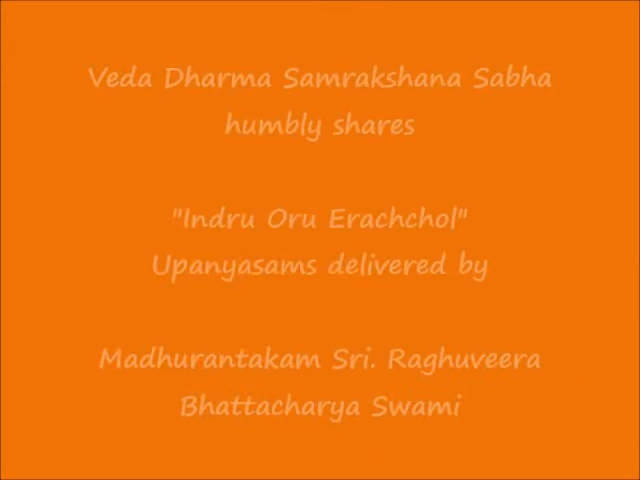 Veda Dharma Samrakshana Sabha
humbly shares
"Indru Oru Erachchol"
Upanyasams delivered by
Madhurantakam Sri. Raghuveera
Bhattacharya Swami